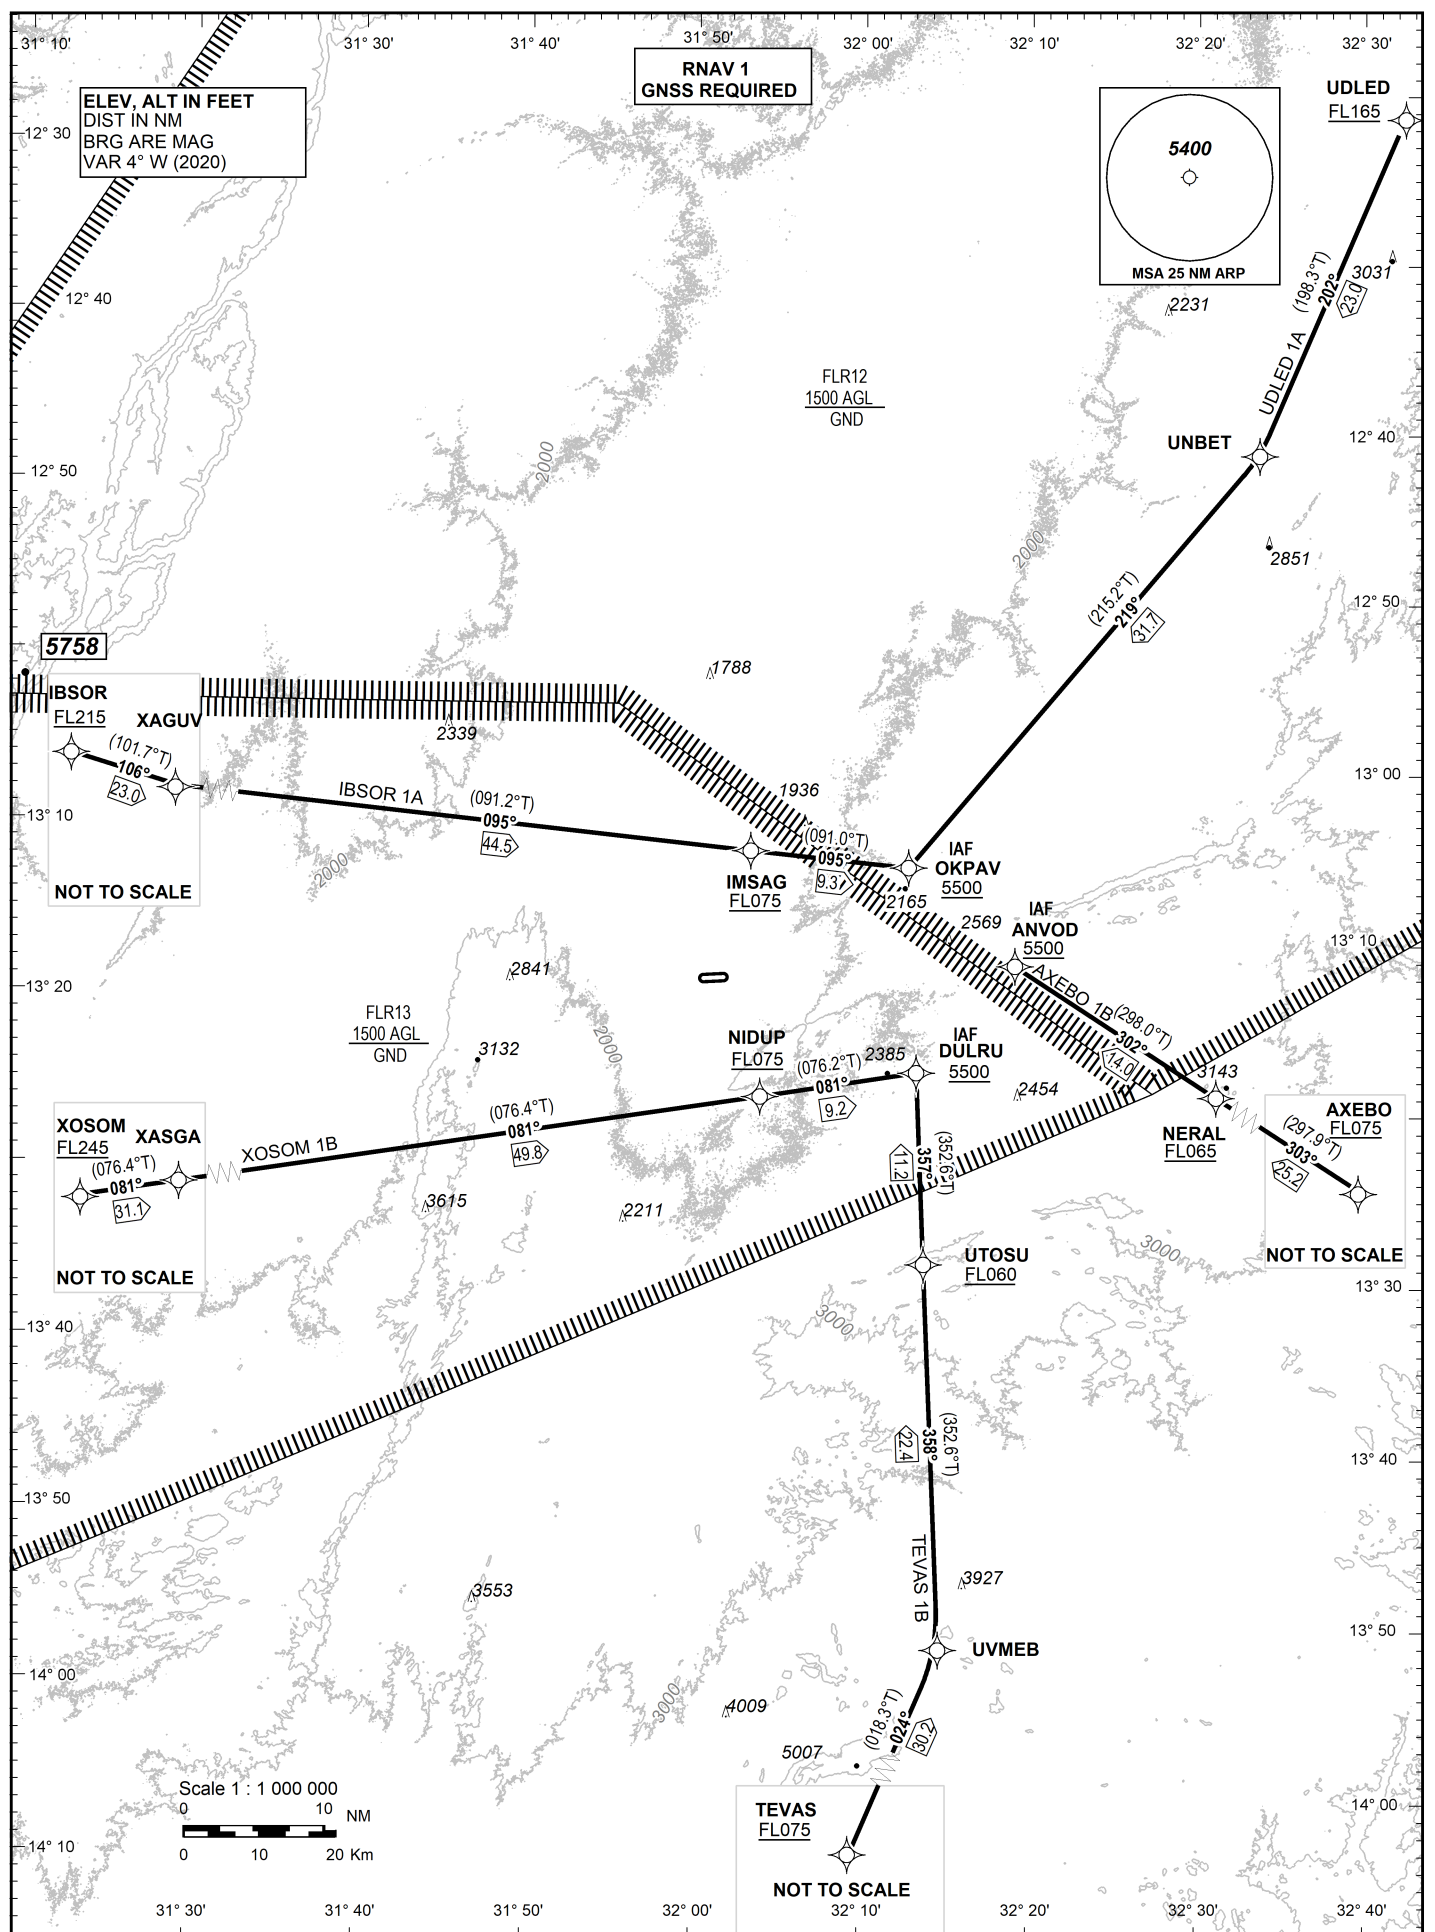 31° 10'
31° 30'
31° 40'
31° 50'
32° 00'
32° 10'
32° 20'
32° 30'
RNAV 1
GNSS REQUIRED
ELEV, ALT IN FEET
DIST IN NM
BRG ARE MAG
VAR 4° W (2020)
12° 30'
5400
MSA 25 NM ARP
UDLED
FL165
(198.3°T)
202°
23.0
3031
12° 40'
2231
UDLED 1A
FLR12
1500 AGL
GND
UNBET
12° 40'
2000
12° 50'
2000
2851
(215.2°T)
219°
31.7
12° 50'
5758
1788
IBSOR
FL215
XAGUV
(101.7°T)
106°
23.0
NOT TO SCALE
2339
13° 00'
IBSOR 1A
(091.2°T)
095°
44.5
1936
(091.0°T)
095°
9.3
13° 10'
2000
IMSAG
FL075
IAF
OKPAV
5500
2165
2569
IAF
ANVOD
5500
13° 10'
2841
13° 20'
AXEBO 1B
(298.0°T)
302°
14.0
FLR13
1500 AGL
GND
3132
2000
NIDUP
FL075
(076.2°T)
081°
9.2
2385
IAF
DULRU
5500
2454
3143
NERAL
FL065
AXEBO
FL075
(297.9°T)
303°
25.2
NOT TO SCALE
XOSOM
FL245
XASGA
(076.4°T)
081°
31.1
NOT TO SCALE
XOSOM 1B
(076.4°T)
081°
49.8
3615
2211
11.2
357°
(352.6°T)
UTOSU
FL060
3000
3000
13° 30'
13° 40'
22.4
358°
(352.6°T)
13° 40'
13° 50'
TEVAS 1B
3553
3927
13° 50'
UVMEB
14° 00'
3000
4009
(018.3°T)
024°
30.2
5007
Scale 1 : 1 000 000
0 10 NM
0 10 20 Km
TEVAS
FL075
NOT TO SCALE
14° 00'
14° 10'
31° 30'
31° 40'
31° 50'
32° 00'
32° 10'
32° 20'
32° 30'